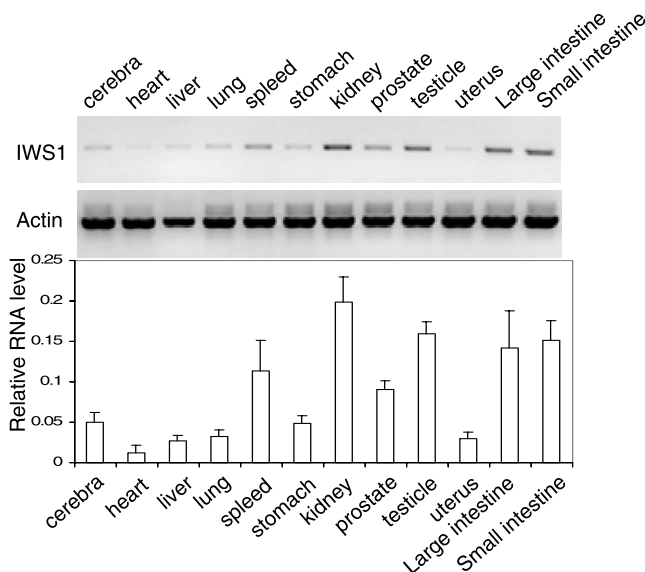 cerebra
heart
liver
lung
spleed
stomach
kidney
prostate
testicle
uterus
Large intestine
Small intestine
IWS1
Actin
Relative RNA level
0.25
0.2
0.15
0.1
0.05
0
cerebra
heart
liver
lung
spleed
stomach
kidney
prostate
testicle
uterus
Large intestine
Small intestine